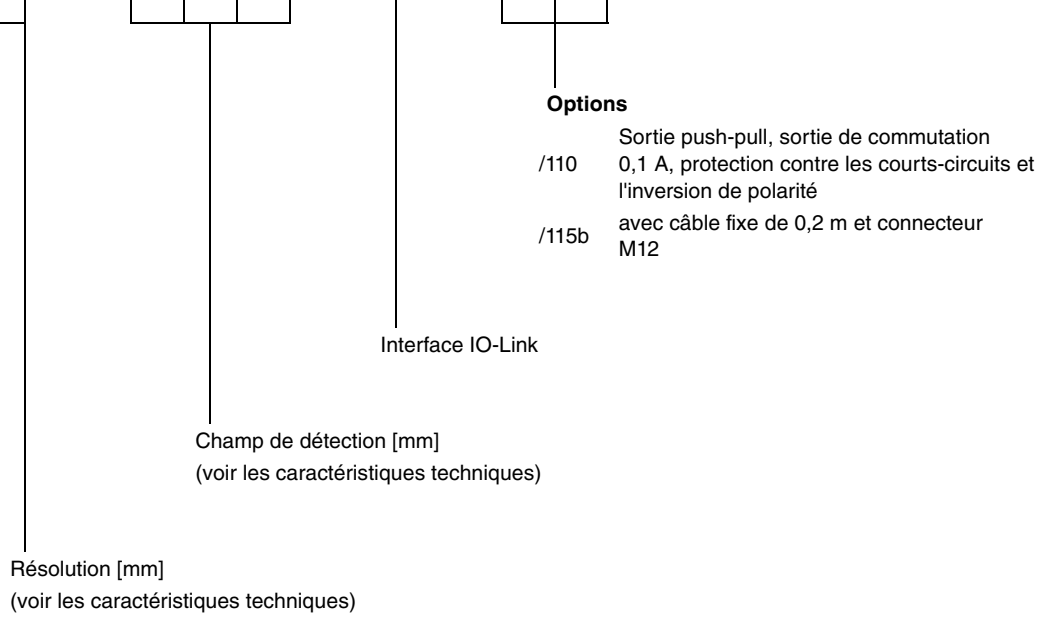 Options
/110 Sortie push-pull, sortie de commutation
0,1 A, protection contre les courts-circuits et
l'inversion de polarité
/115b avec câble fixe de 0,2 m et connecteur
M12
Interface IO-Link
Champ de détection [mm]
(voir les caractéristiques techniques)
Résolution [mm]
(voir les caractéristiques techniques)